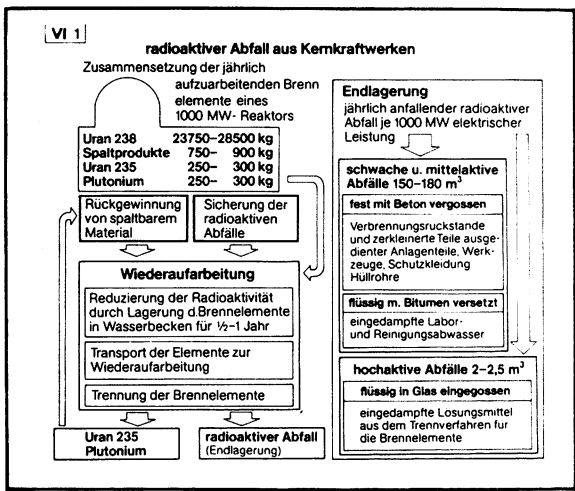 VI 1
radioaktiver Abfall aus Kernkraftwerken
Zusammensetzung der jährlich
aufzuarbeitenden Brenn
elemente eines
1000 MW- Reaktors
Uran 238 23750–28500 kg
Spaltprodukte 750– 900 kg
Uran 235 250– 300 kg
Plutonium 250– 300 kg
Rückgewinnung
von spaltbarem
Material
Sicherung der
radioaktiven
Abfälle
Wiederaufarbeitung
Reduzierung der Radioaktivität
durch Lagerung d.Brennelemente
in Wasserbecken für ½–1 Jahr
Transport der Elemente zur
Wiederaufarbeitung
Trennung der Brennelemente
Uran 235
Plutonium
radioaktiver Abfall
(Endlagerung)
Endlagerung
jährlich anfallender radioaktiver
Abfall je 1000 MW elektrischer
Leistung
schwache u. mittelaktive
Abfälle 150–180 m³
fest mit Beton vergossen
Verbrennungsruckstande
und zerkleinerte Teile ausge-
dienter Anlagenteile, Werk-
zeuge, Schutzkleidung
Hüllrohre
flüssig m. Bitumen versetzt
eingedampfte Labor-
und Reinigungsabwasser
hochaktive Abfälle 2–2,5 m³
flüssig in Glas eingegossen
eingedampfte Losungsmittel
aus dem Trennverfahren fur
die Brennelemente